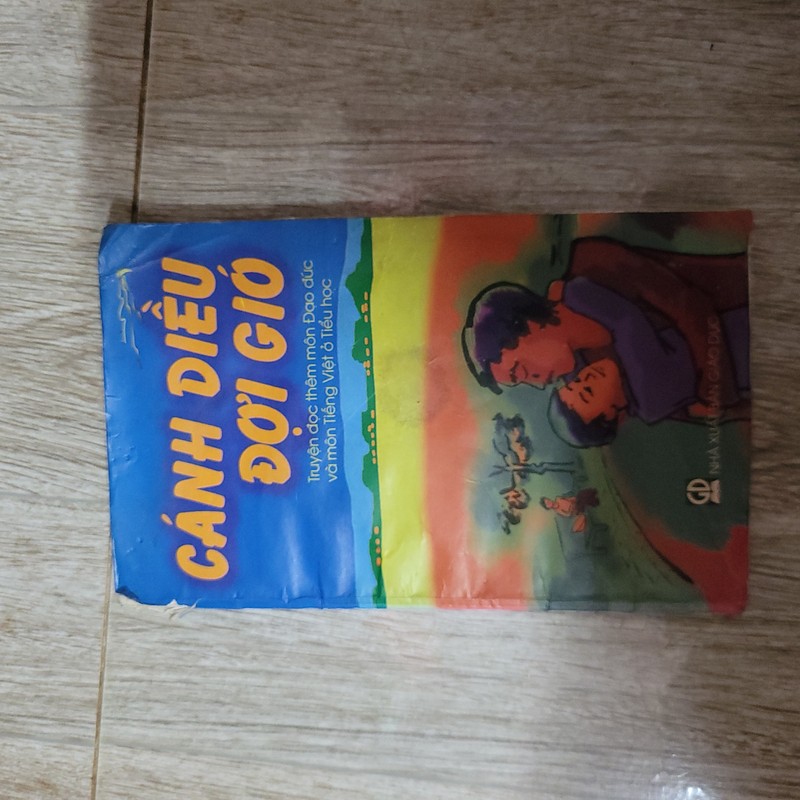 CÁNH DIỀU
ĐỢI GIÓ
Truyện đọc thêm môn Đạo đức
và môn Tiếng Việt ở Tiểu học
GD
NHÀ XUẤT BẢN GIÁO DỤC